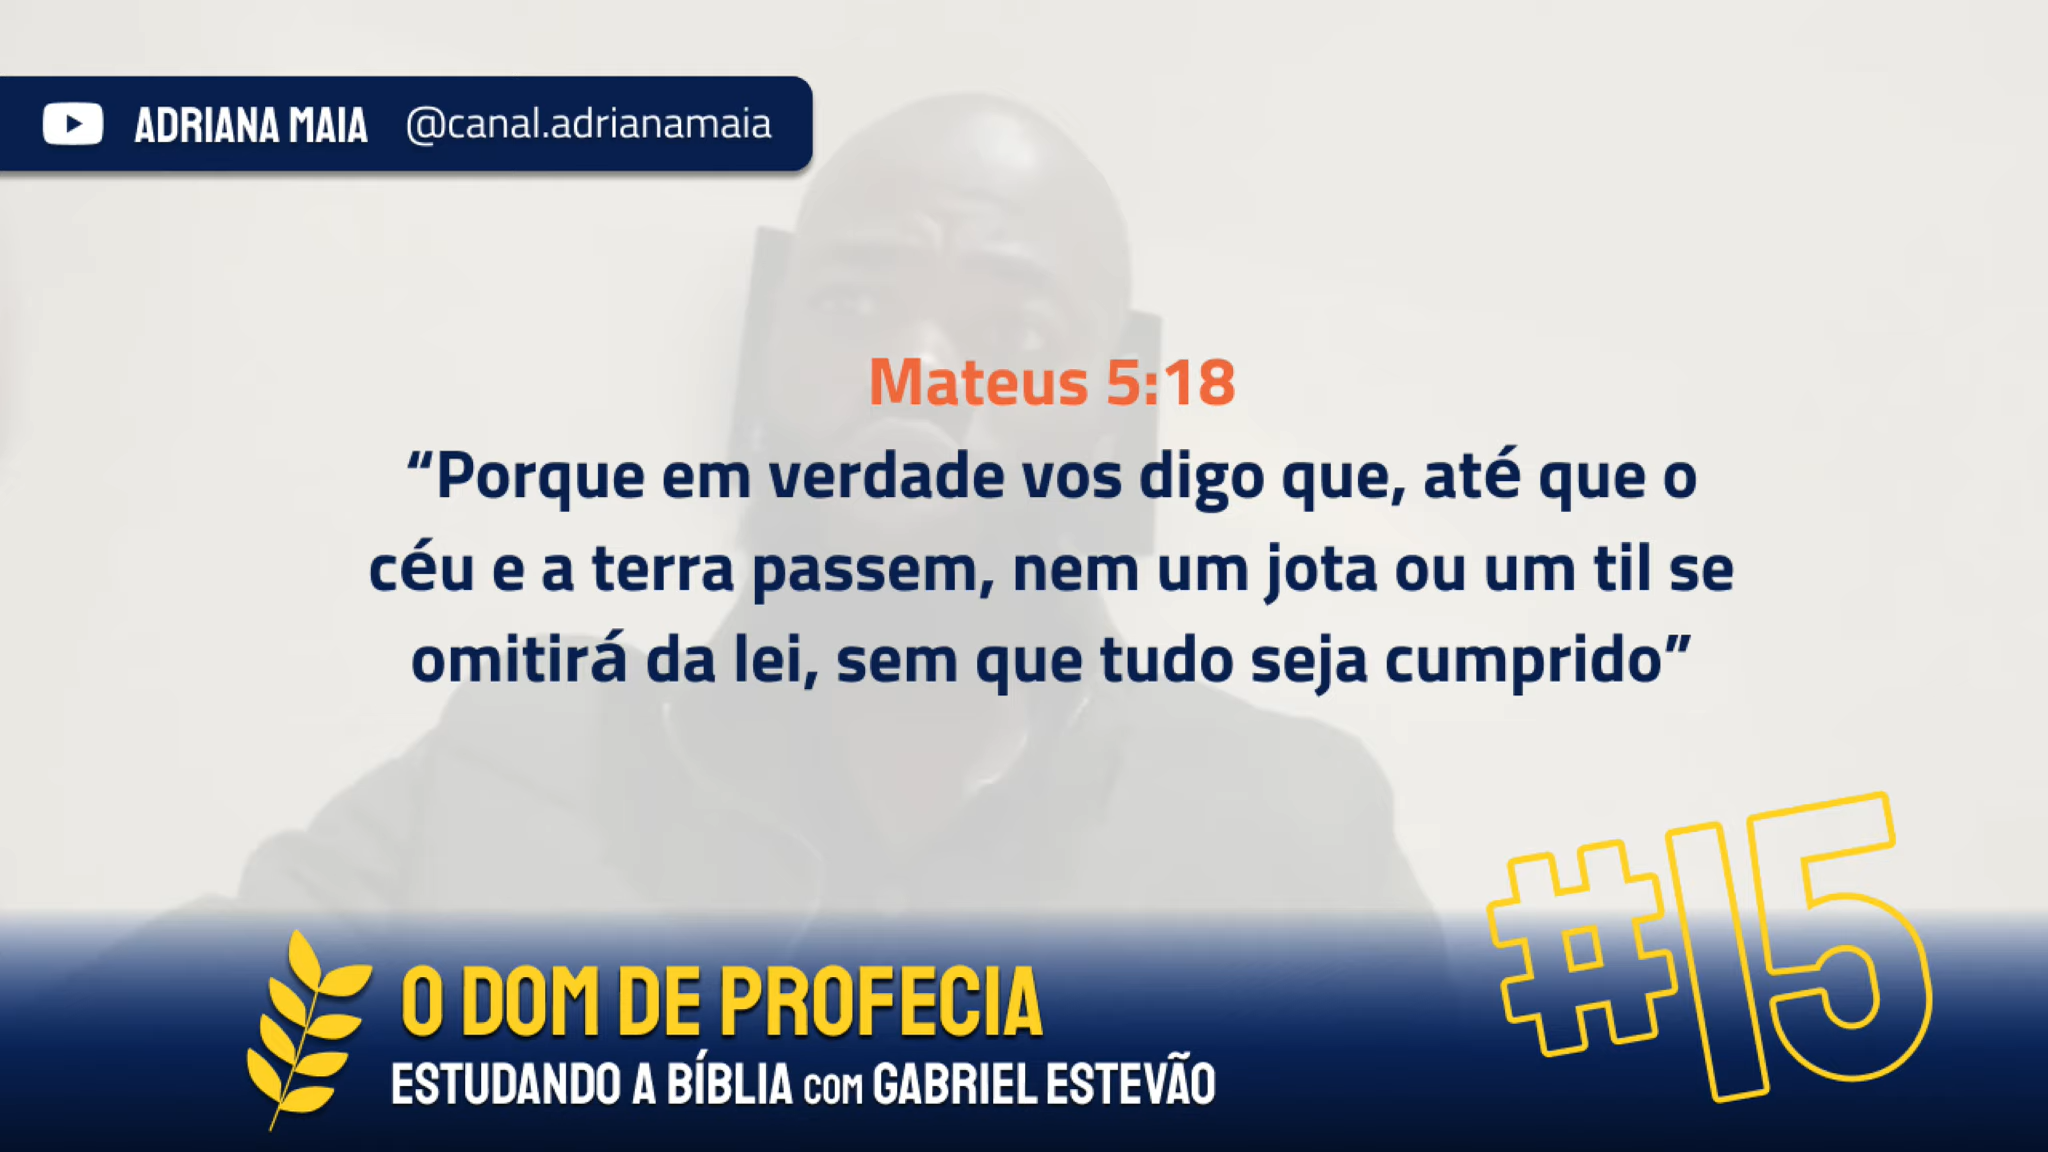 ADRIANA MAIA @canal.adrianamaia
Mateus 5:18
“Porque em verdade vos digo que, até que o
céu e a terra passem, nem um jota ou um til se
omitirá da lei, sem que tudo seja cumprido”
#15
O DOM DE PROFECIA
ESTUDANDO A BÍBLIA COM GABRIEL ESTEVÃO